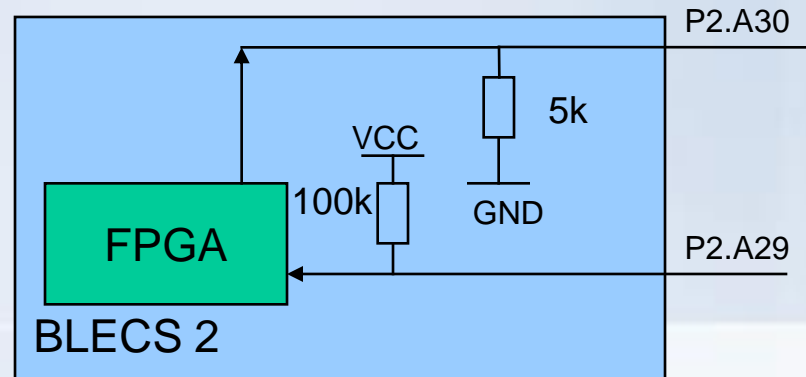 P2.A30
5k
VCC
100k
GND
FPGA
P2.A29
BLECS 2